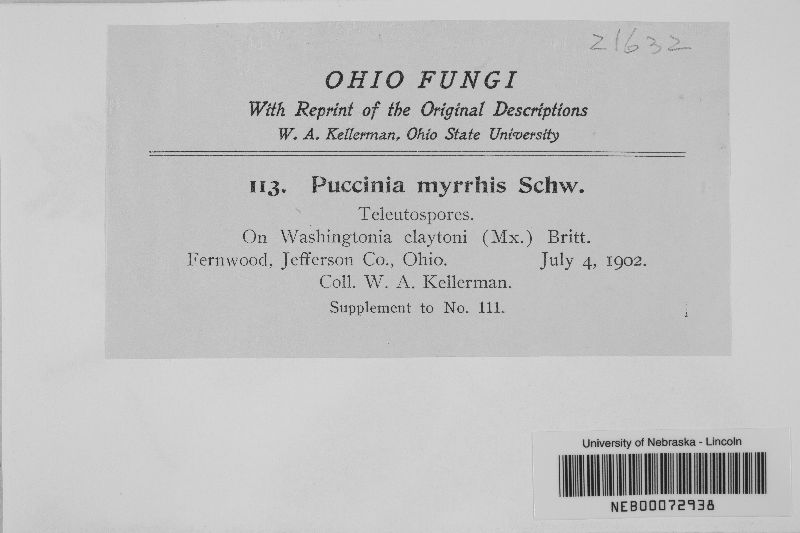 21632
OHIO FUNGI
With Reprint of the Original Descriptions
W. A. Kellerman, Ohio State University
113. Puccinia myrrhis Schw.
Teleutospores.
On Washingtonia claytoni (Mx.) Britt.
Fernwood, Jefferson Co., Ohio. July 4, 1902.
Coll. W. A. Kellerman.
Supplement to No. 111.
University of Nebraska - Lincoln
NEB00072938